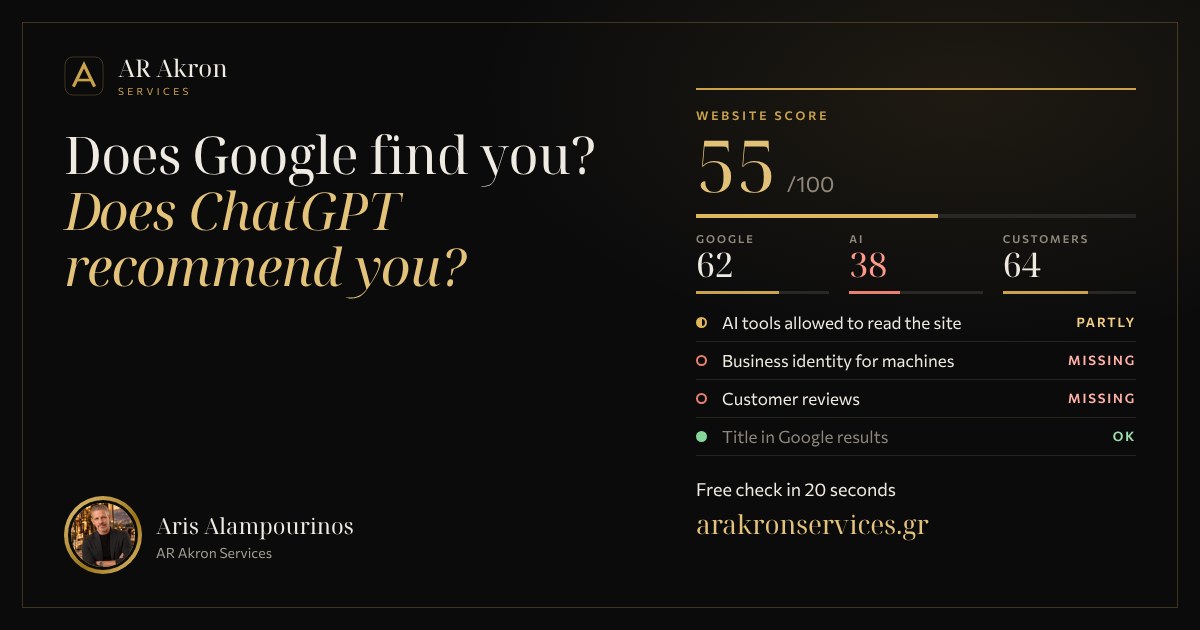 AR Akron
SERVICES
Does Google find you?
Does ChatGPT
recommend you?
Aris Alampourinos
AR Akron Services
WEBSITE SCORE
55 /100
GOOGLE AI CUSTOMERS
62 38 64
AI tools allowed to read the site PARTLY
Business identity for machines MISSING
Customer reviews MISSING
Title in Google results OK
Free check in 20 seconds
arakronservices.gr